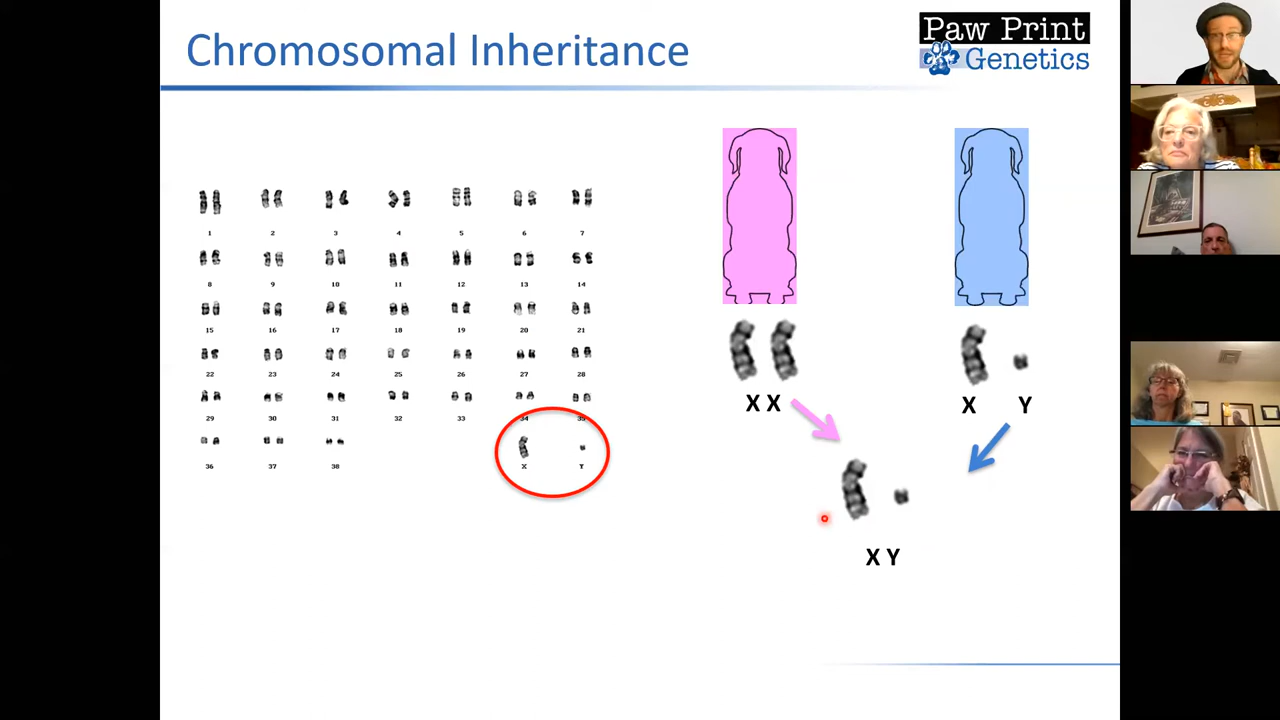 Chromosomal Inheritance
Paw Print
Genetics
1 2 3 4 5 6 7
8 9 10 11 12 13 14
15 16 17 18 19 20 21
22 23 24 25 26 27 28
29 30 31 32 33 34 35
36 37 38 X Y
X X
X Y
X Y